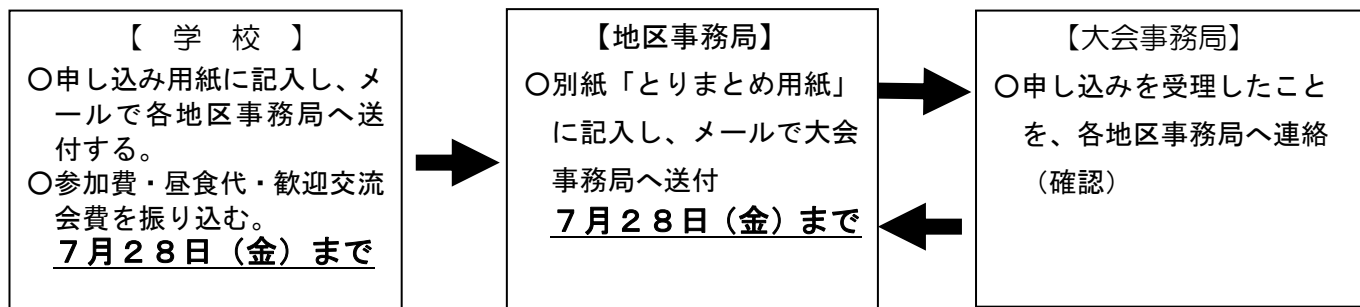 【　学　校　】
○申し込み用紙に記入し、メ
ールで各地区事務局へ送
付する。
○参加費・昼食代・歓迎交流
会費を振り込む。
７月２８日（金）まで
【地区事務局】
○別紙「とりまとめ用紙」
に記入し、メールで大会
事務局へ送付
７月２８日（金）まで
【大会事務局】
○申し込みを受理したこと
を、各地区事務局へ連絡
（確認）